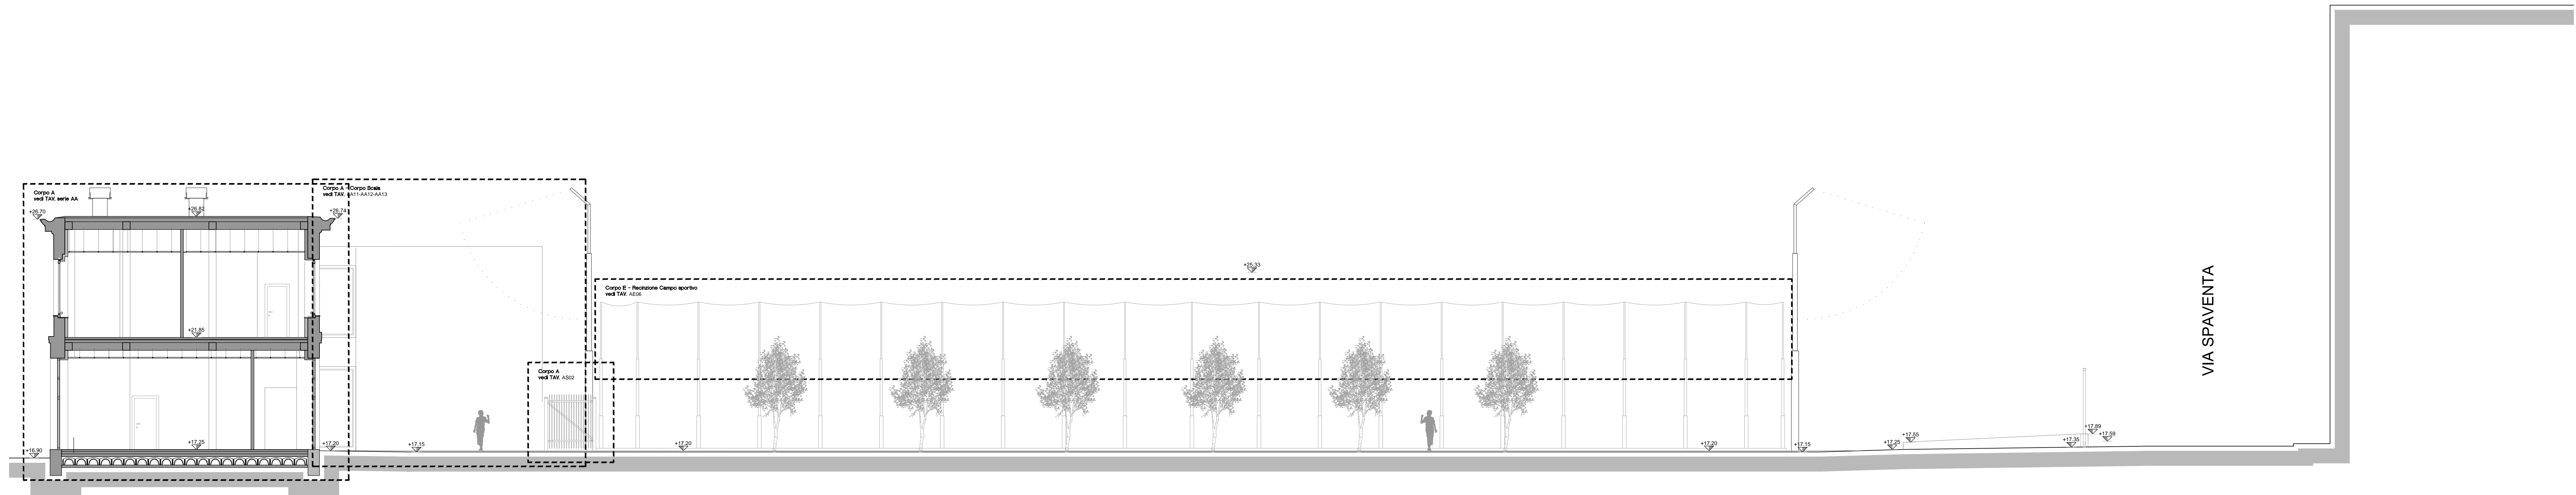 Corpo A
vedi TAV. serie AA
+26.70
+26.82
+26.74
Corpo A - Corpo Scala
vedi TAV. AA11-AA12-AA13
+21.85
+17.25
+16.90
+17.20
+17.15
Corpo A
vedi TAV. AS02
Corpo E - Recinzione Campo sportivo
vedi TAV. AE06
+25.33
+17.20
+17.20
+17.15
+17.25
+17.55
+17.35
+17.89
+17.59
VIA SPAVENTA